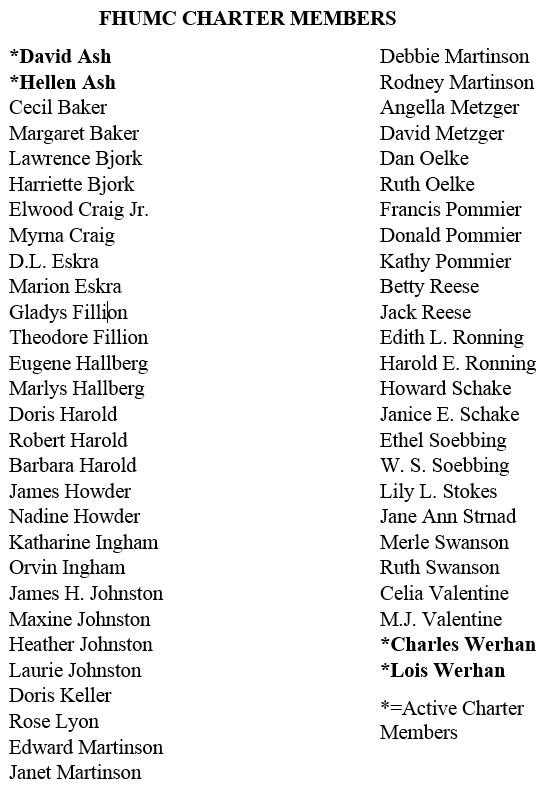 FHUMC CHARTER MEMBERS
*David Ash
*Hellen Ash
Cecil Baker
Margaret Baker
Lawrence Bjork
Harriette Bjork
Elwood Craig Jr.
Myrna Craig
D.L. Eskra
Marion Eskra
Gladys Fillion
Theodore Fillion
Eugene Hallberg
Marlys Hallberg
Doris Harold
Robert Harold
Barbara Harold
James Howder
Nadine Howder
Katharine Ingham
Orvin Ingham
James H. Johnston
Maxine Johnston
Heather Johnston
Laurie Johnston
Doris Keller
Rose Lyon
Edward Martinson
Janet Martinson
Debbie Martinson
Rodney Martinson
Angella Metzger
David Metzger
Dan Oelke
Ruth Oelke
Francis Pommier
Donald Pommier
Kathy Pommier
Betty Reese
Jack Reese
Edith L. Ronning
Harold E. Ronning
Howard Schake
Janice E. Schake
Ethel Soebbing
W. S. Soebbing
Lily L. Stokes
Jane Ann Strnad
Merle Swanson
Ruth Swanson
Celia Valentine
M.J. Valentine
*Charles Werhan
*Lois Werhan
*=Active Charter
Members